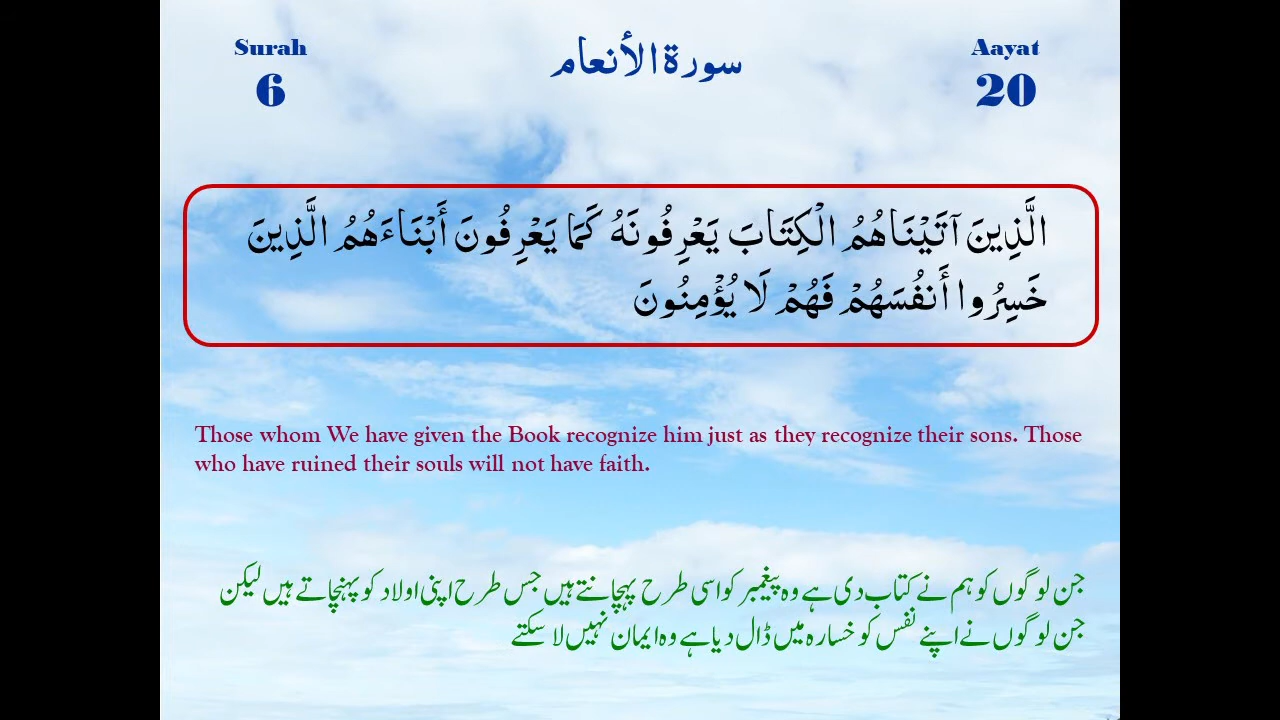 Surah
6
سورة الأنعام
Aayat
20
الَّذِينَ آتَيْنَاهُمُ الْكِتَابَ يَعْرِفُونَهُ كَمَا يَعْرِفُونَ أَبْنَاءَهُمُ الَّذِينَ
خَسِرُوا أَنفُسَهُمْ فَهُمْ لَا يُؤْمِنُونَ
Those whom We have given the Book recognize him just as they recognize their sons. Those
who have ruined their souls will not have faith.
جن لوگوں کو ہم نے کتاب دی ہے وہ پیغمبر کو اسی طرح پہچانتے ہیں جس طرح اپنی اولاد کو پہنچاتے ہیں لیکن
جن لوگوں نے اپنے نفس کو خسارہ میں ڈال دیا ہے وہ ایمان نہیں لا سکتے